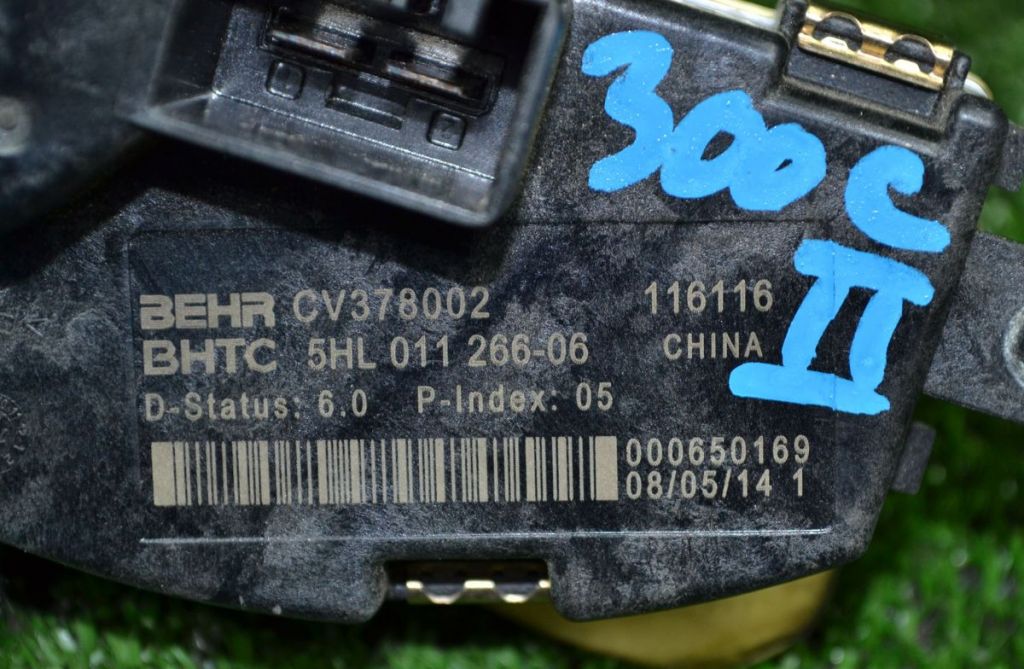 300C
II
BEHR CV378002 116116
BHTC 5HL 011 266-06 CHINA
D-Status: 6.0 P-Index: 05
000650169
08/05/14 1